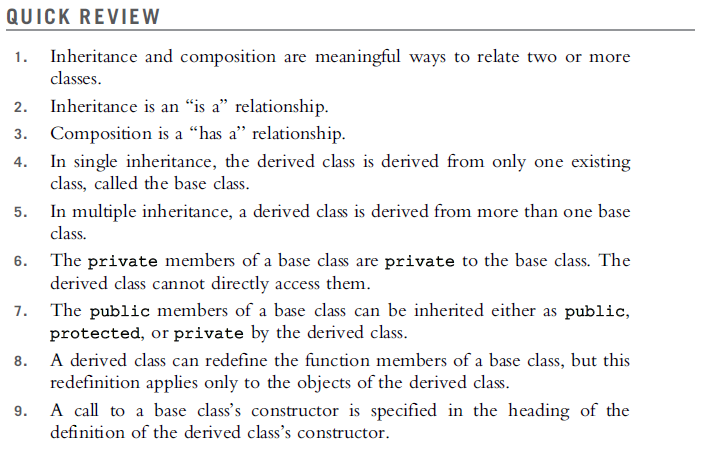 QUICK REVIEW
1. Inheritance and composition are meaningful ways to relate two or more
classes.
2. Inheritance is an “is a” relationship.
3. Composition is a “has a” relationship.
4. In single inheritance, the derived class is derived from only one existing
class, called the base class.
5. In multiple inheritance, a derived class is derived from more than one base
class.
6. The private members of a base class are private to the base class. The
derived class cannot directly access them.
7. The public members of a base class can be inherited either as public,
protected, or private by the derived class.
8. A derived class can redefine the function members of a base class, but this
redefinition applies only to the objects of the derived class.
9. A call to a base class’s constructor is specified in the heading of the
definition of the derived class’s constructor.